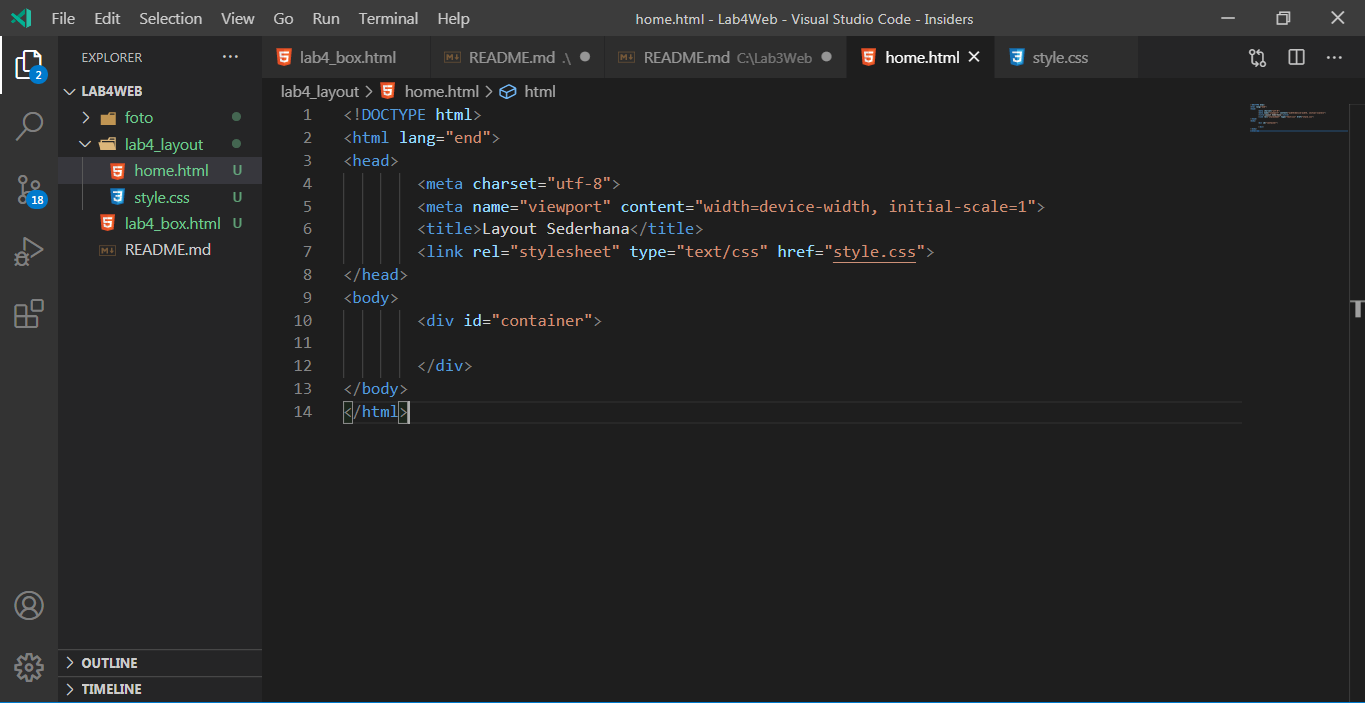 File Edit Selection View Go Run Terminal Help home.html - Lab4Web - Visual Studio Code - Insiders
EXPLORER ··· lab4_box.html README.md .\ README.md C:\Lab3Web home.html style.css ···
2
LAB4WEB
foto
lab4_layout
home.html U
style.css U
lab4_box.html U
README.md
18
OUTLINE
TIMELINE
lab4_layout > home.html > html
1 <!DOCTYPE html>
2 <html lang="end">
3 <head>
4 <meta charset="utf-8">
5 <meta name="viewport" content="width=device-width, initial-scale=1">
6 <title>Layout Sederhana</title>
7 <link rel="stylesheet" type="text/css" href="style.css">
8 </head>
9 <body>
10 <div id="container">
11
12 </div>
13 </body>
14 </html>
T